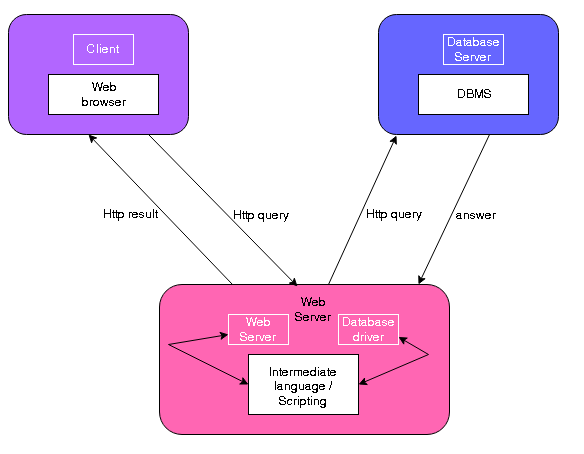 Client
Web
browser
Database
Server
DBMS
Http result
Http query
Http query
answer
Web
Server
Web
Server
Database
driver
Intermediate
language /
Scripting